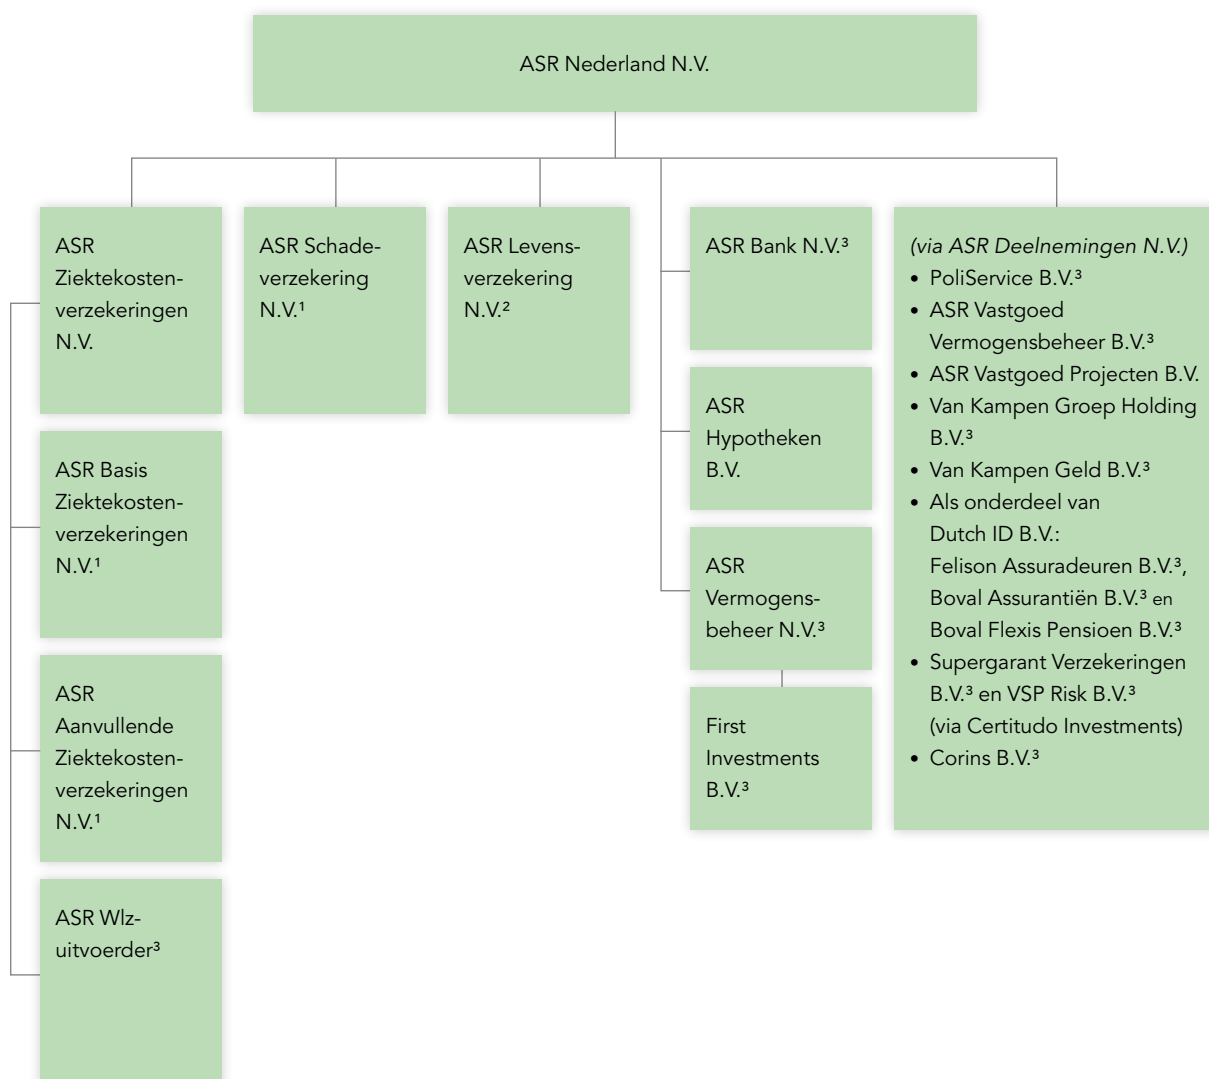 ASR Nederland N.V.
ASR
Ziektekosten-
verzekeringen
N.V.
ASR Schade-
verzekering
N.V.¹
ASR Levens-
verzekering
N.V.²
ASR Bank N.V.³
(via ASR Deelnemingen N.V.)
• PoliService B.V.³
• ASR Vastgoed
Vermogensbeheer B.V.³
• ASR Vastgoed Projecten B.V.
• Van Kampen Groep Holding
B.V.³
• Van Kampen Geld B.V.³
• Als onderdeel van
Dutch ID B.V.:
Felison Assuradeuren B.V.³,
Boval Assurantiën B.V.³ en
Boval Flexis Pensioen B.V.³
• Supergarant Verzekeringen
B.V.³ en VSP Risk B.V.³
(via Certitudo Investments)
• Corins B.V.³
ASR
Hypotheken
B.V.
ASR Basis
Ziektekosten-
verzekeringen
N.V.¹
ASR
Vermogens-
beheer N.V.³
ASR
Aanvullende
Ziektekosten-
verzekeringen
N.V.¹
First
Investments
B.V.³
ASR Wlz-
uitvoerder³